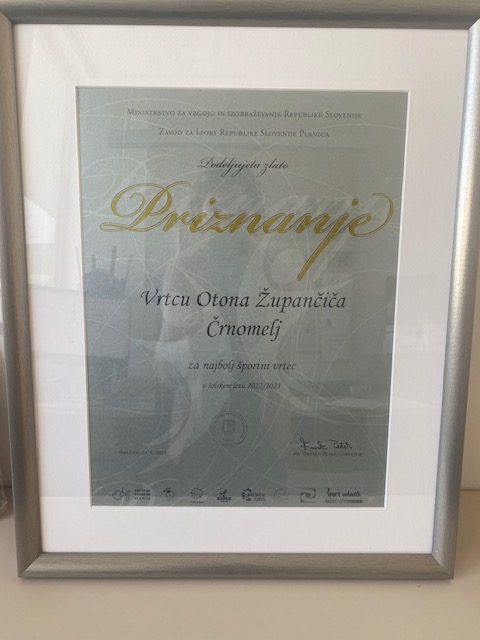 Ministrstvo za vzgojo in izobraževanje Republike Slovenije
Zavod za šport Republike Slovenije Planica
Podeljujeta zlato
Priznanje
Vrtcu Otona Župančiča
Črnomelj
za najbolj športni vrtec
v šolskem letu 2022/2023